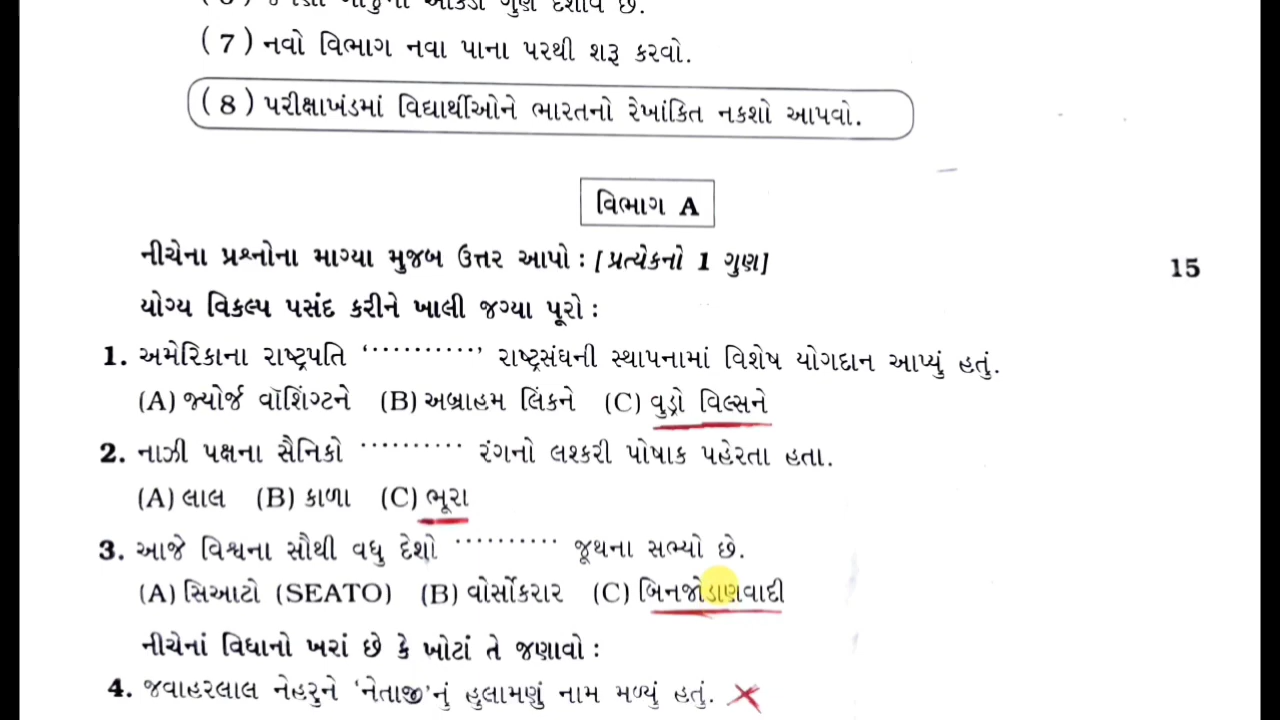 (7) નવો વિભાગ નવા પાના પરથી શરૂ કરવો.
(8) પરીક્ષાખંડમાં વિદ્યાર્થીઓને ભારતનો રેખાંકિત નકશો આપવો.
વિભાગ A
નીચેના પ્રશ્નોના માગ્યા મુજબ ઉત્તર આપો : [પ્રત્યેકનો 1 ગુણ] 15
યોગ્ય વિકલ્પ પસંદ કરીને ખાલી જગ્યા પૂરો :
1. અમેરિકાના રાષ્ટ્રપતિ ‘···········’ રાષ્ટ્રસંઘની સ્થાપનામાં વિશેષ યોગદાન આપ્યું હતું.
(A) જ્યોર્જ વૉશિંગ્ટને (B) અબ્રાહમ લિંકને (C) વુડ્રો વિલ્સને
2. નાઝી પક્ષના સૈનિકો ·········· રંગનો લશ્કરી પોષાક પહેરતા હતા.
(A) લાલ (B) કાળા (C) ભૂરા
3. આજે વિશ્વના સૌથી વધુ દેશો ·········· જૂથના સભ્યો છે.
(A) સિઆટો (SEATO) (B) વોર્સોકરાર (C) બિનજોડાણવાદી
નીચેનાં વિધાનો ખરાં છે કે ખોટાં તે જણાવો :
4. જવાહરલાલ નેહરુને ‘નેતાજી’નું હુલામણું નામ મળ્યું હતું.